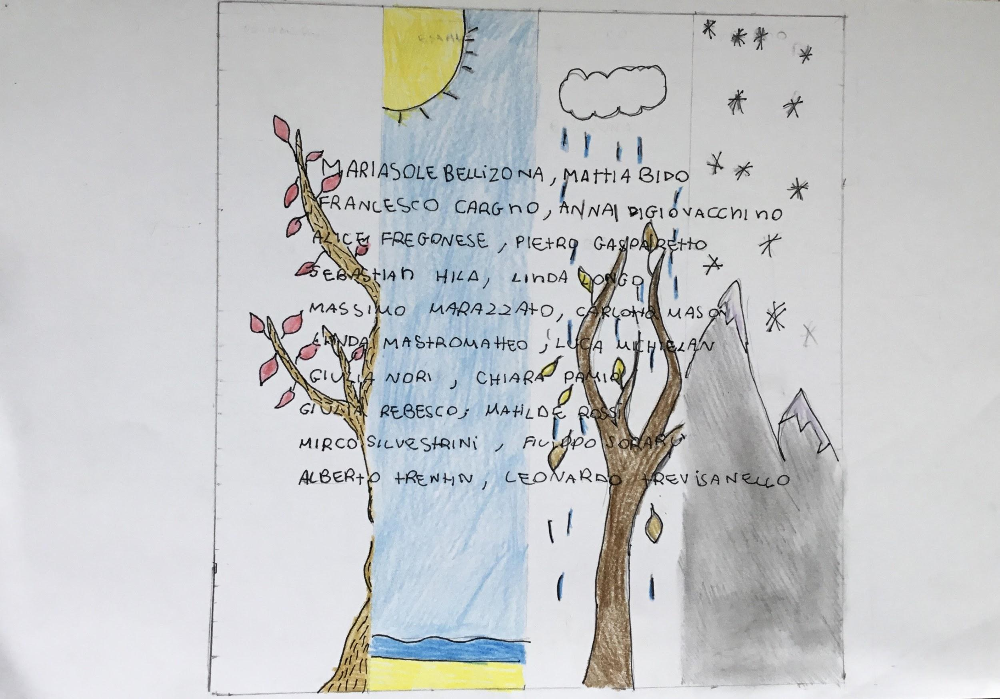 MARIASOLE BELLIZONA, MATTIA BIDO
FRANCESCO CARGNO, ANNA DIGIOVACCHINO
ALICE FREGONESE, PIETRO GASPARETTO
SEBASTIAN HILA, LINDA LONGO
MASSIMO MARAZZATO, CARLOTTA MASON
LINDA MASTROMATTEO, LUCA MICHIELAN
GIULIA NORI, CHIARA PAMIO
GIULIA REBESCO, MATILDE ROSSI
MIRCO SILVESTRINI, FILIPPO SORARÙ
ALBERTO TRENTIN, LEONARDO TREVISANELLO